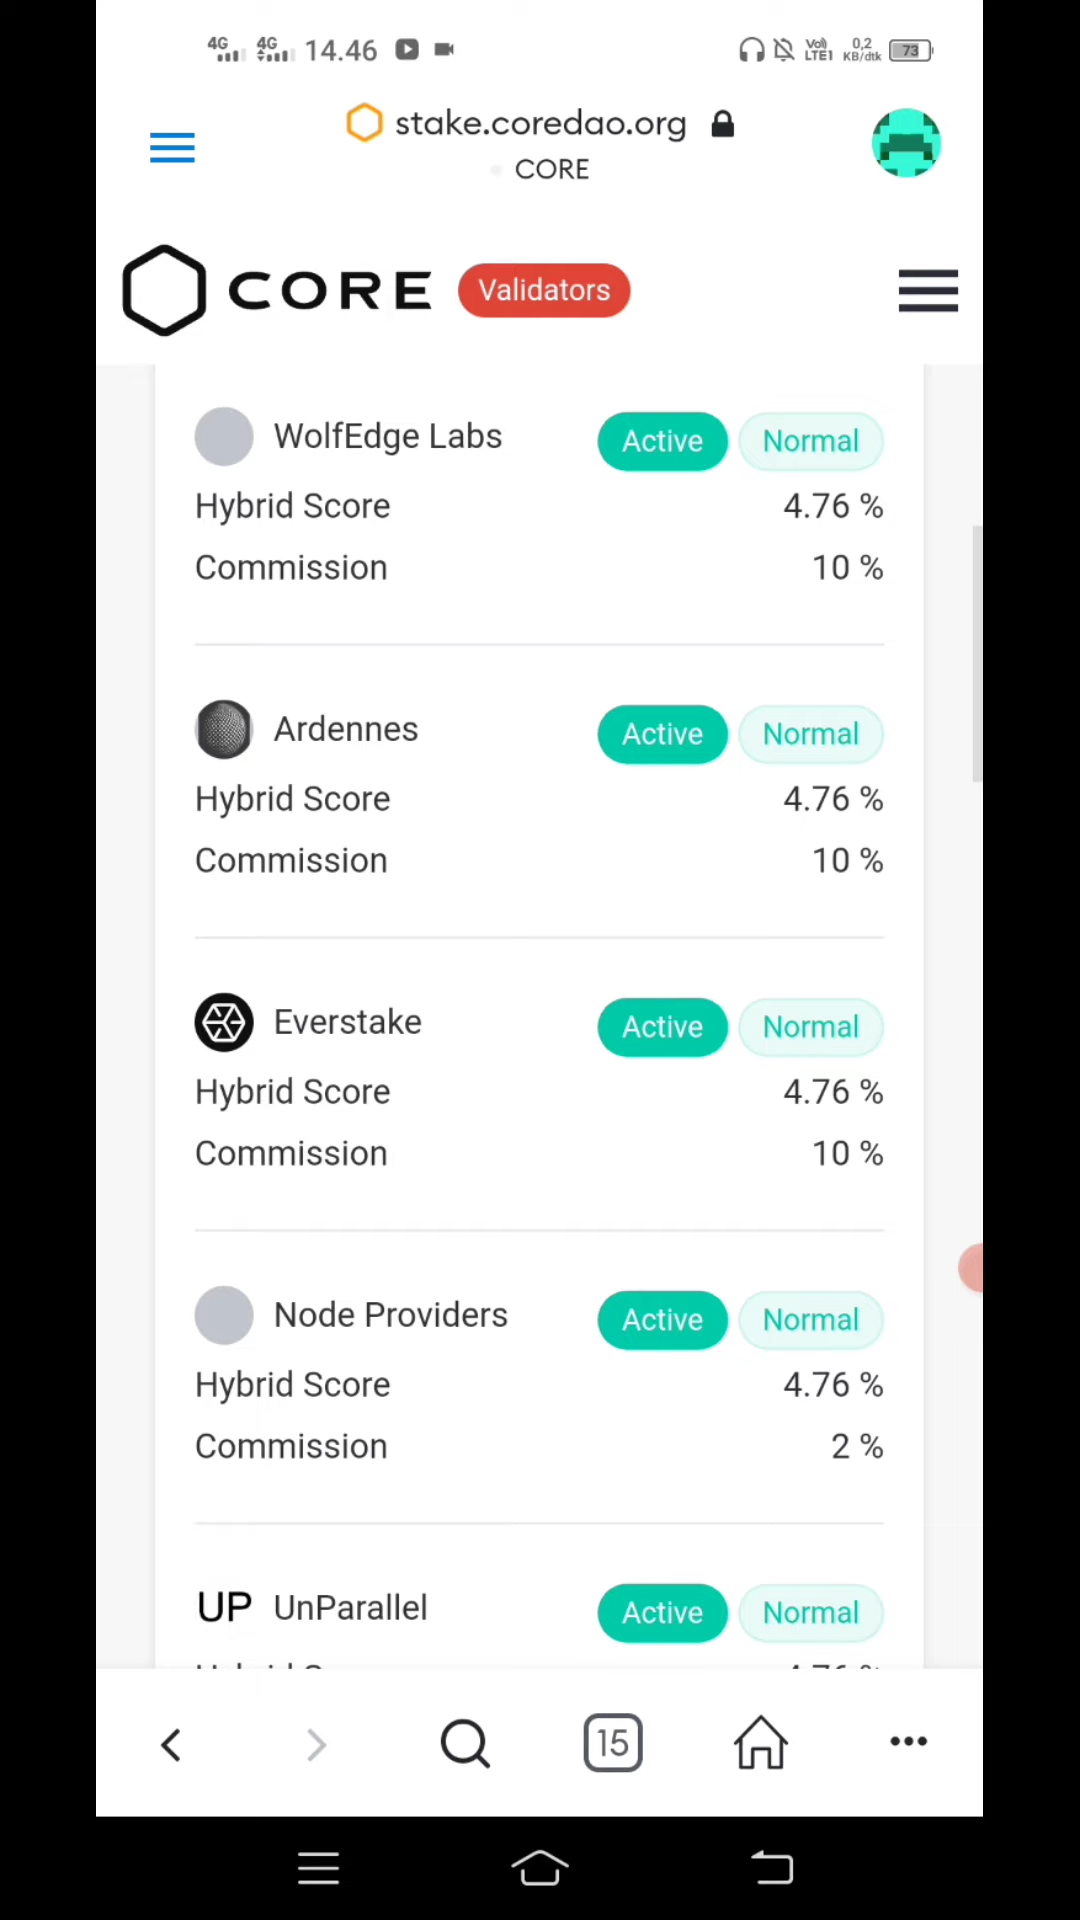 4G 4G 14.46 Vo) LTE1 0,2 KB/dtk 73
stake.coredao.org
CORE
CORE Validators
WolfEdge Labs Active Normal
Hybrid Score 4.76 %
Commission 10 %
Ardennes Active Normal
Hybrid Score 4.76 %
Commission 10 %
Everstake Active Normal
Hybrid Score 4.76 %
Commission 10 %
Node Providers Active Normal
Hybrid Score 4.76 %
Commission 2 %
UP UnParallel Active Normal
15